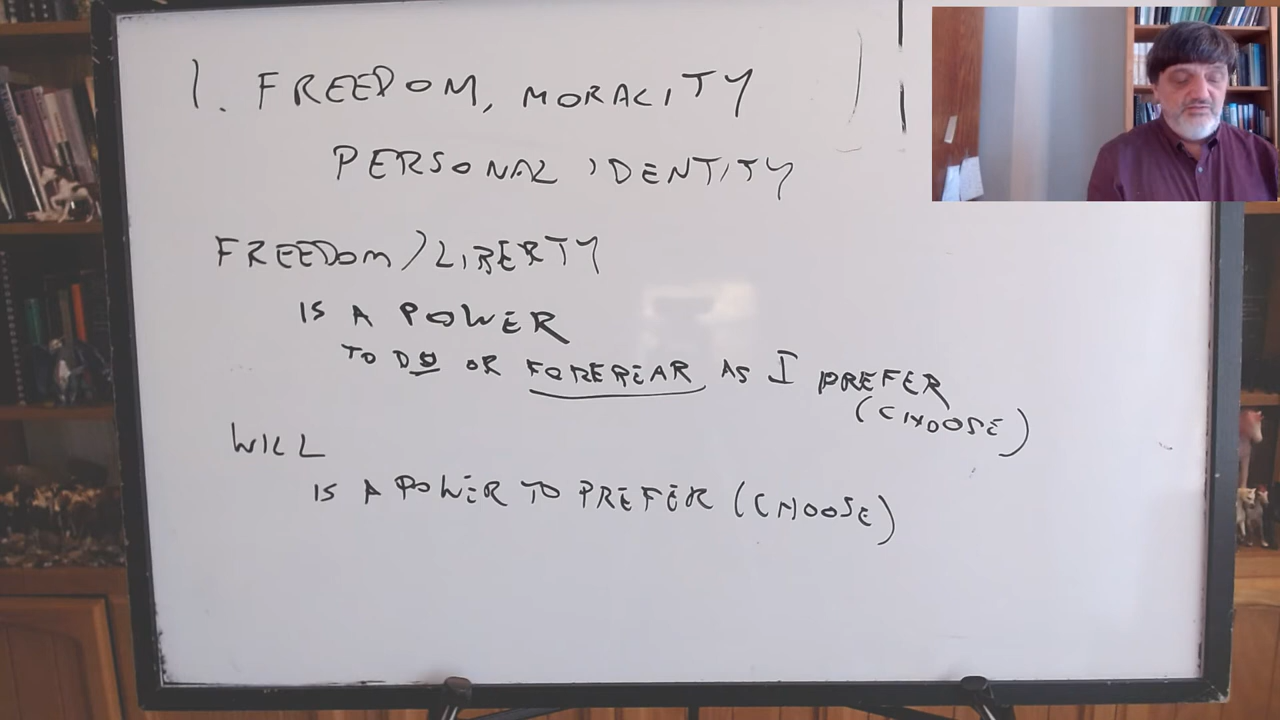 1. FREEDOM, MORALITY
PERSONAL IDENTITY
FREEDOM/LIBERTY
IS A POWER
TO DO OR FOREBEAR AS I PREFER
(CHOOSE)
WILL
IS A POWER TO PREFER (CHOOSE)